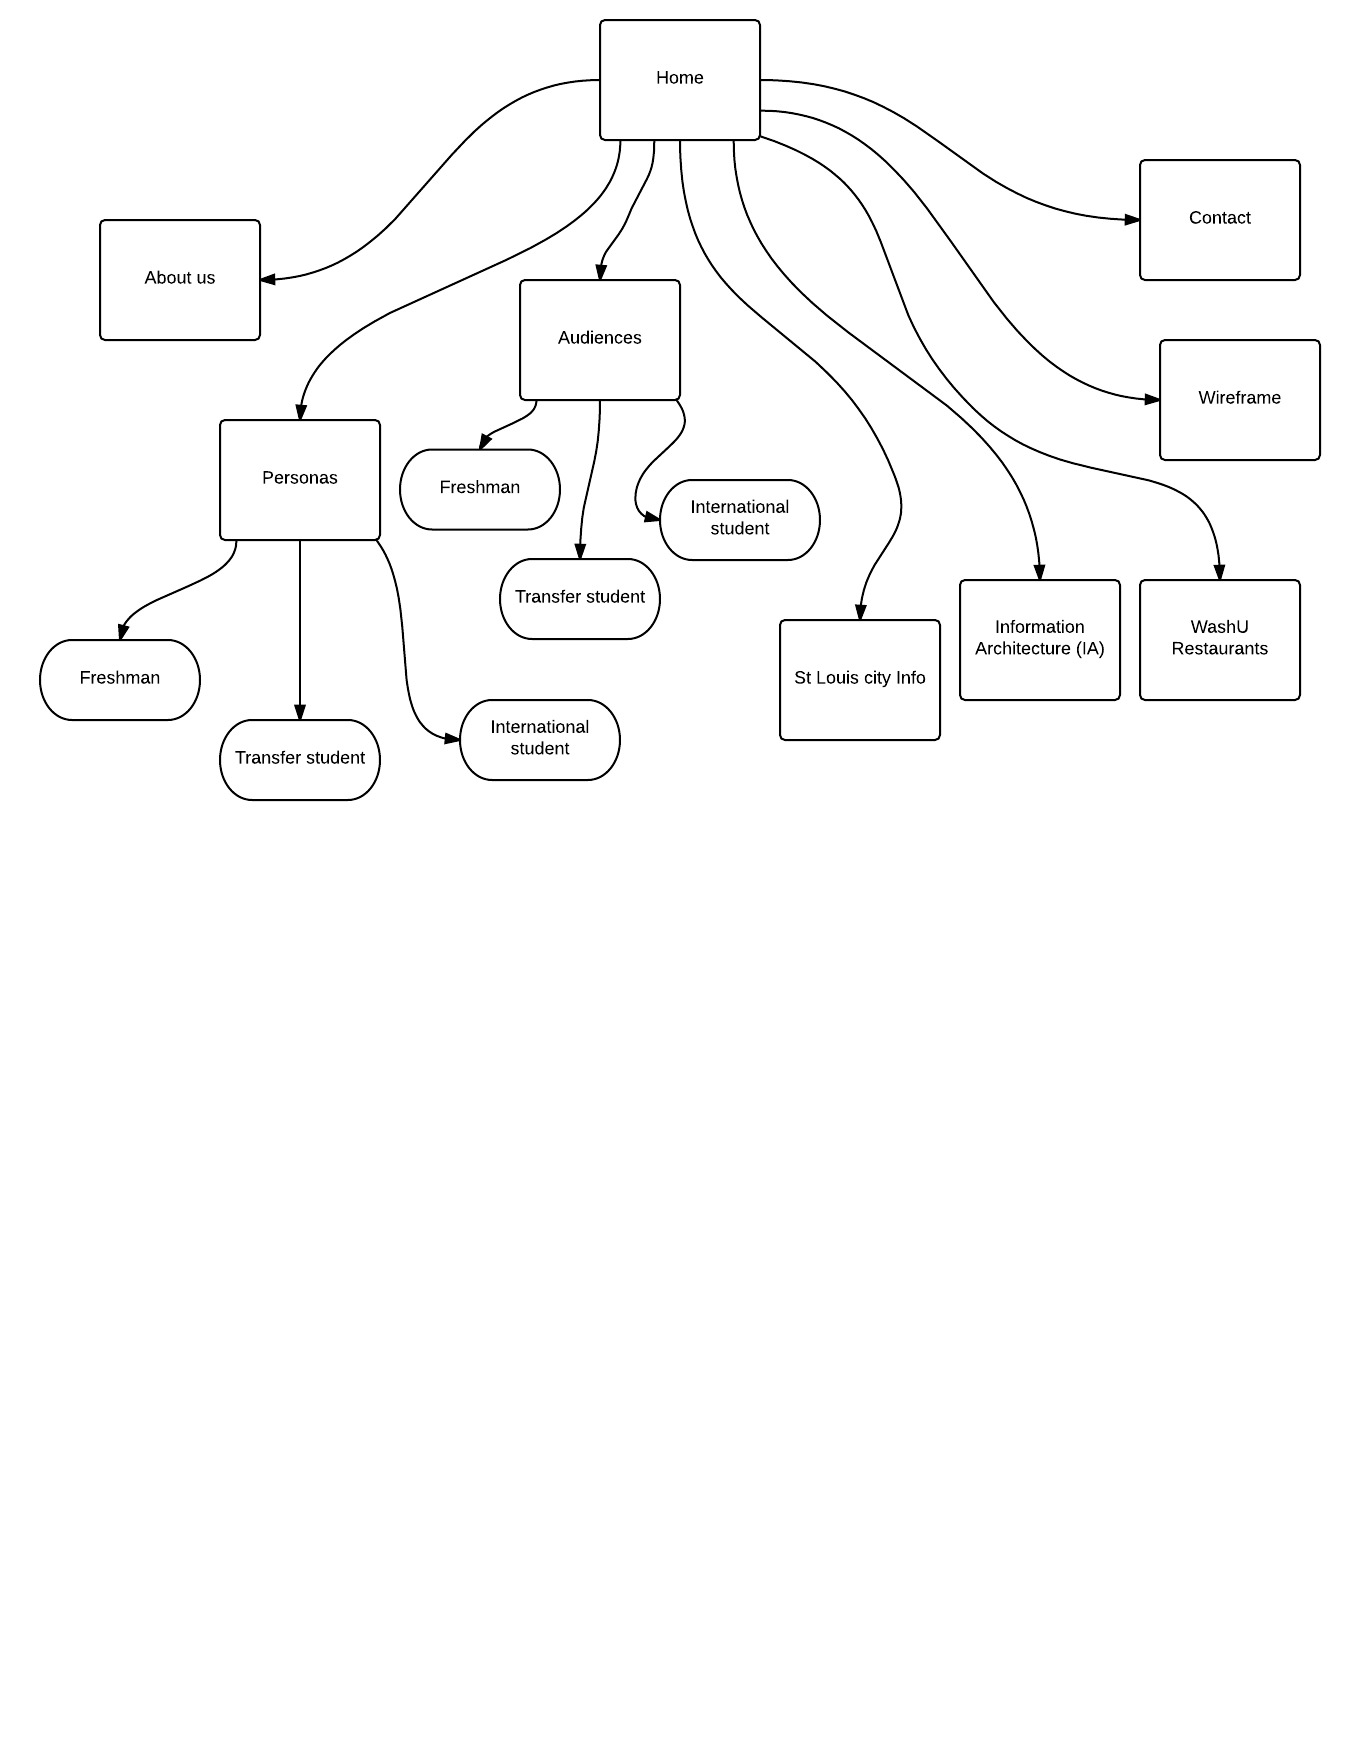 Home
Contact
About us
Audiences
Wireframe
Personas
Freshman
International
student
Transfer student
Information
Architecture (IA)
WashU
Restaurants
St Louis city Info
Freshman
International
student
Transfer student